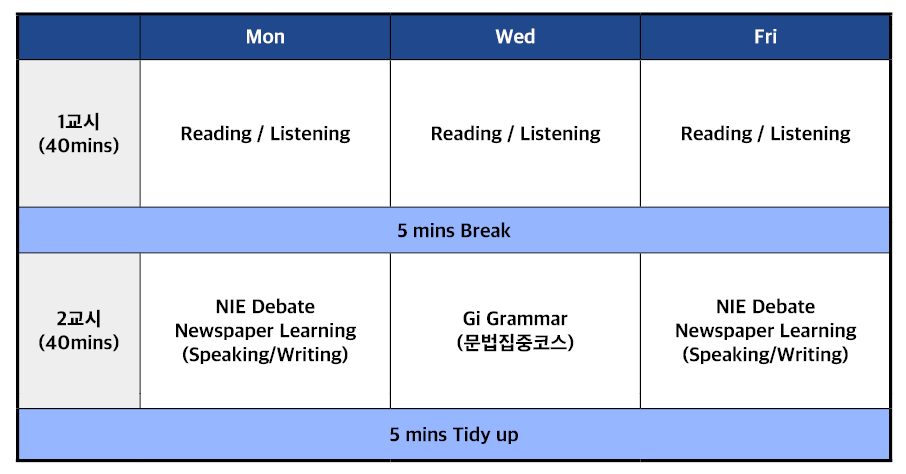 Mon
Wed
Fri
1교시
(40mins)
Reading / Listening
Reading / Listening
Reading / Listening
5 mins Break
2교시
(40mins)
NIE Debate
Newspaper Learning
(Speaking/Writing)
Gi Grammar
(문법집중코스)
NIE Debate
Newspaper Learning
(Speaking/Writing)
5 mins Tidy up